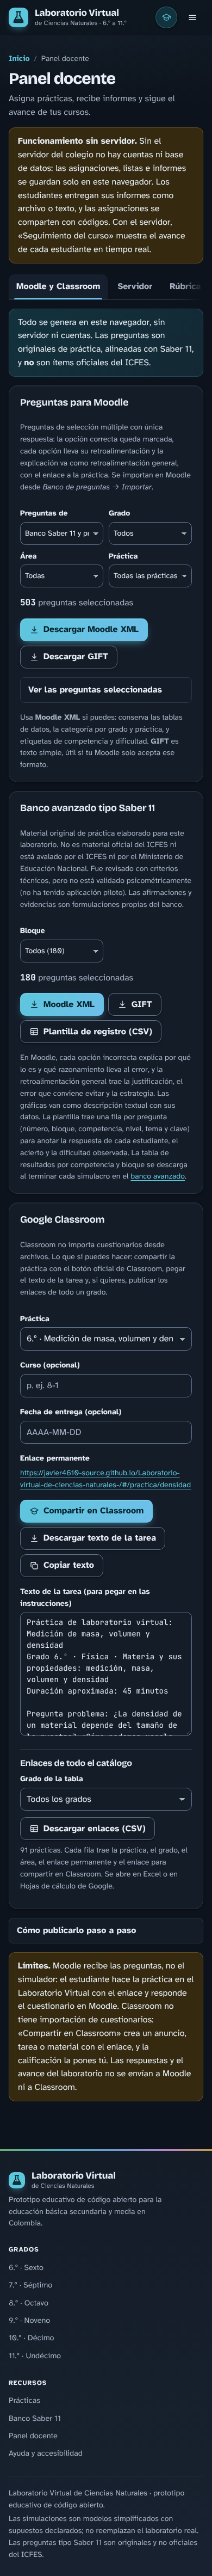 Laboratorio Virtual
de Ciencias Naturales · 6.° a 11.°
Inicio / Panel docente
Panel docente
Asigna prácticas, recibe informes y sigue el
avance de tus cursos.
Funcionamiento sin servidor. Sin el
servidor del colegio no hay cuentas ni base
de datos: las asignaciones, listas e informes
se guardan solo en este navegador. Los
estudiantes entregan sus informes como
archivo o texto, y las asignaciones se
comparten con códigos. Con el servidor,
«Seguimiento del curso» muestra el avance
de cada estudiante en tiempo real.
Moodle y Classroom Servidor Rúbrica
Todo se genera en este navegador, sin
servidor ni cuentas. Las preguntas son
originales de práctica, alineadas con Saber 11,
y no son ítems oficiales del ICFES.
Preguntas para Moodle
Preguntas de selección múltiple con única
respuesta: la opción correcta queda marcada,
cada opción lleva su retroalimentación y la
explicación va como retroalimentación general,
con el enlace a la práctica. Se importan en Moodle
desde Banco de preguntas → Importar.
Preguntas de Grado
Banco Saber 11 y p Todos
Área Práctica
Todas Todas las prácticas
503 preguntas seleccionadas
Descargar Moodle XML
Descargar GIFT
Ver las preguntas seleccionadas
Usa Moodle XML si puedes: conserva las tablas
de datos, la categoría por grado y práctica, y
etiquetas de competencia y dificultad. GIFT es
texto simple, útil si tu Moodle solo acepta ese
formato.
Banco avanzado tipo Saber 11
Material original de práctica elaborado para este
laboratorio. No es material oficial del ICFES ni
está avalado por el ICFES ni por el Ministerio de
Educación Nacional. Fue revisado con criterios
técnicos, pero no está validado psicométricamente
(no ha tenido aplicación piloto). Las afirmaciones y
evidencias son formulaciones propias del banco.
Bloque
Todos (180)
180 preguntas seleccionadas
Moodle XML GIFT
Plantilla de registro (CSV)
En Moodle, cada opción incorrecta explica por qué
lo es y qué razonamiento lleva al error, y la
retroalimentación general trae la justificación, el
error que conviene evitar y la estrategia. Las
gráficas van como descripción textual con sus
datos. La plantilla trae una fila por pregunta
(número, bloque, competencia, nivel, tema y clave)
para anotar la respuesta de cada estudiante, el
acierto y la dificultad observada. La tabla de
resultados por competencia y bloque se descarga
al terminar cada simulacro en el banco avanzado.
Google Classroom
Classroom no importa cuestionarios desde
archivos. Lo que sí puedes hacer: compartir la
práctica con el botón oficial de Classroom, pegar
el texto de la tarea y, si quieres, publicar los
enlaces de todo un grado.
Práctica
6.° · Medición de masa, volumen y den
Curso (opcional)
p. ej. 8-1
Fecha de entrega (opcional)
AAAA-MM-DD
Enlace permanente
https://javier4610-source.github.io/Laboratorio-
virtual-de-ciencias-naturales-/#/practica/densidad
Compartir en Classroom
Descargar texto de la tarea
Copiar texto
Texto de la tarea (para pegar en las
instrucciones)
Práctica de laboratorio virtual:
Medición de masa, volumen y
densidad
Grado 6.° · Física · Materia y sus
propiedades: medición, masa,
volumen y densidad
Duración aproximada: 45 minutos
Pregunta problema: ¿La densidad de
un material depende del tamaño de
Enlaces de todo el catálogo
Grado de la tabla
Todos los grados
Descargar enlaces (CSV)
91 prácticas. Cada fila trae la práctica, el grado, el
área, el enlace permanente y el enlace para
compartir en Classroom. Se abre en Excel o en
Hojas de cálculo de Google.
Cómo publicarlo paso a paso
Límites. Moodle recibe las preguntas, no el
simulador: el estudiante hace la práctica en el
Laboratorio Virtual con el enlace y responde
el cuestionario en Moodle. Classroom no
tiene importación de cuestionarios:
«Compartir en Classroom» crea un anuncio,
tarea o material con el enlace, y la
calificación la pones tú. Las respuestas y el
avance del laboratorio no se envían a Moodle
ni a Classroom.
Laboratorio Virtual
de Ciencias Naturales
Prototipo educativo de código abierto para la
educación básica secundaria y media en
Colombia.
GRADOS
6.° · Sexto
7.° · Séptimo
8.° · Octavo
9.° · Noveno
10.° · Décimo
11.° · Undécimo
RECURSOS
Prácticas
Banco Saber 11
Panel docente
Ayuda y accesibilidad
Laboratorio Virtual de Ciencias Naturales · prototipo
educativo de código abierto.
Las simulaciones son modelos simplificados con
supuestos declarados; no reemplazan el laboratorio real.
Las preguntas tipo Saber 11 son originales y no oficiales
del ICFES.